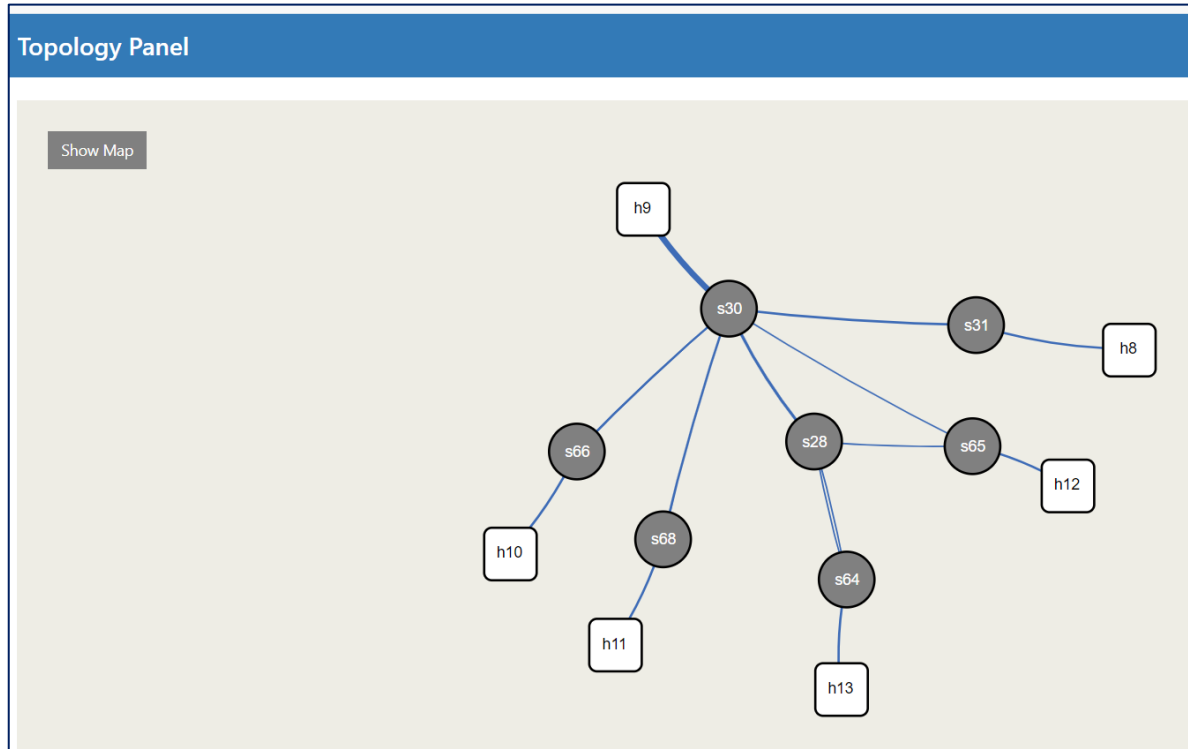 Topology Panel
Show Map
h9
s30
s31
h8
s28
s65
s66
h12
s68
h10
s64
h11
h13